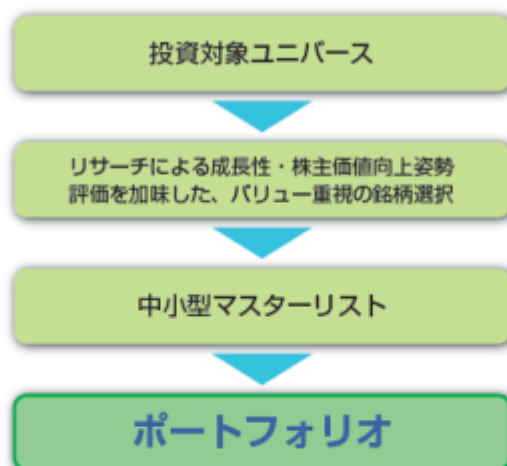 投資対象ユニバース
リサーチによる成長性・株主価値向上姿勢
評価を加味した、バリュー重視の銘柄選択
中小型マスターリスト
ポートフォリオ